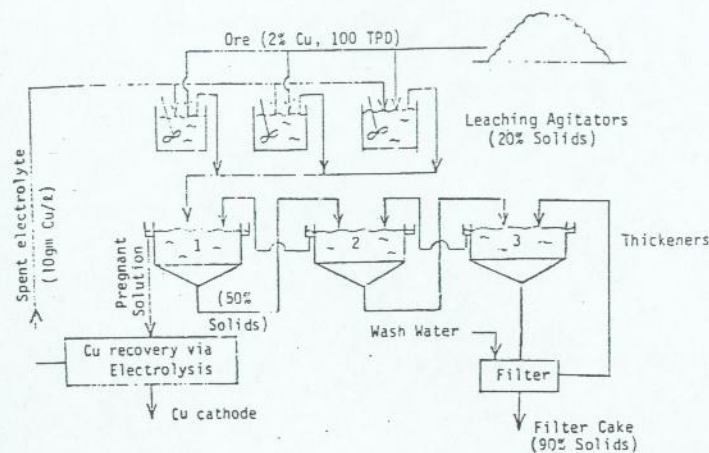 Ore (2% Cu, 100 TPD)
Leaching Agitators
(20% Solids)
Spent electrolyte
(10gm Cu/ℓ)
1
2
3
Thickeners
Pregnant
Solution
(50%
Solids)
Wash Water
Cu recovery via
Electrolysis
Filter
Cu cathode
Filter Cake
(90% Solids)